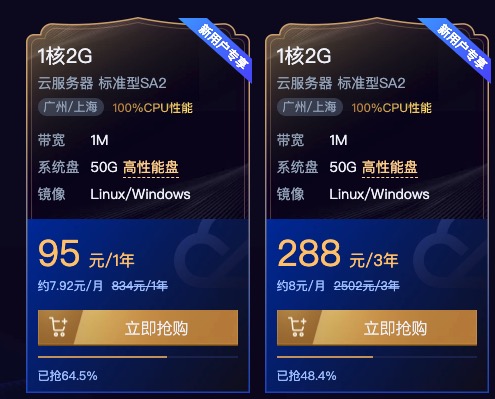 新用户专享
1核2G
云服务器 标准型SA2
广州/上海 100%CPU性能
带宽 1M
系统盘 50G 高性能盘
镜像 Linux/Windows
95 元/1年
约7.92元/月 834元/1年
立即抢购
已抢64.5%
新用户专享
1核2G
云服务器 标准型SA2
广州/上海 100%CPU性能
带宽 1M
系统盘 50G 高性能盘
镜像 Linux/Windows
288 元/3年
约8元/月 2502元/3年
立即抢购
已抢48.4%